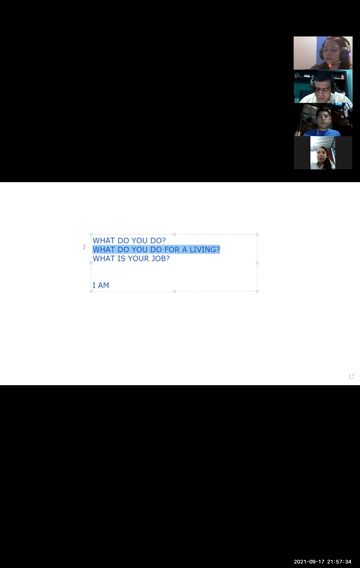 WHAT DO YOU DO?
WHAT DO YOU DO FOR A LIVING?
WHAT IS YOUR JOB?
I AM
2021-09-17 21:57:34